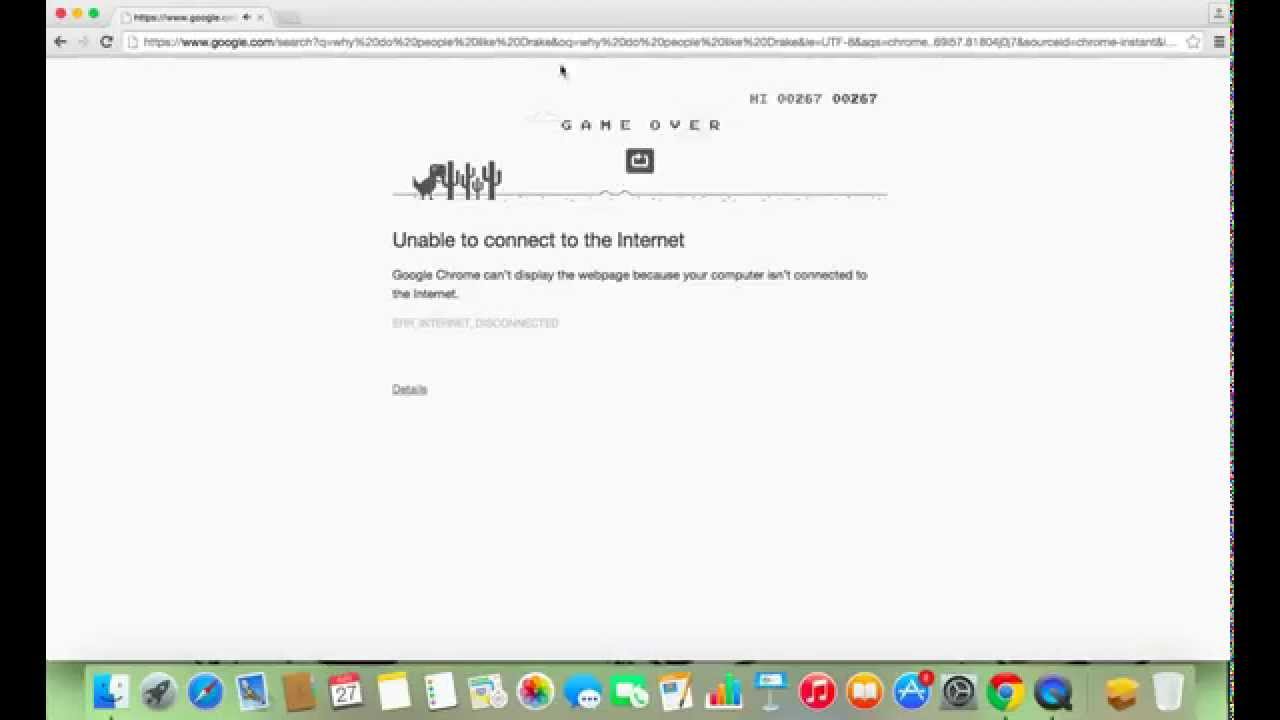 https://www.google.co
https://www.google.com/search?q=why%20do%20people%20like%20Drake&oq=why%20do%20people%20like%20Drake&ie=UTF-8&aqs=chrome..69i57.81804j0j7&sourceid=chrome-instant&i...
HI 00267 00267
GAME OVER
Unable to connect to the Internet
Google Chrome can't display the webpage because your computer isn't connected to
the Internet.
ERR_INTERNET_DISCONNECTED
Details
27